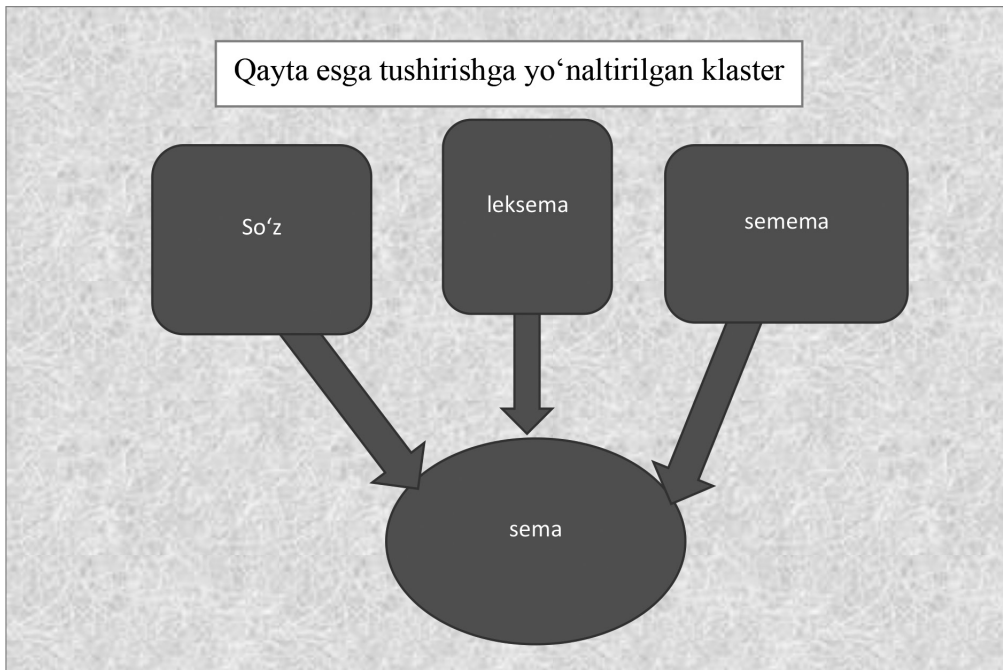 Qayta esga tushirishga yo‘naltirilgan klaster
So‘z
leksema
semema
sema